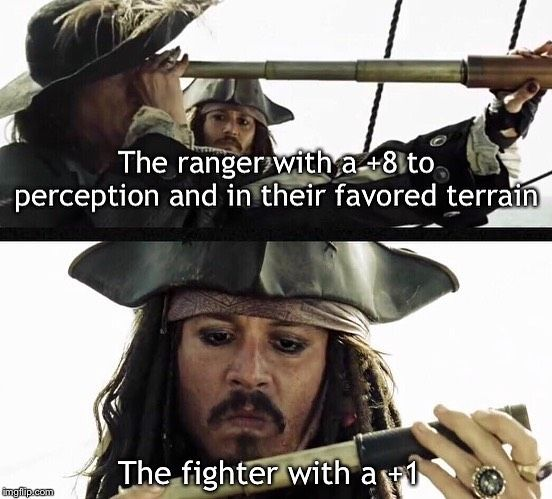 The ranger with a +8 to
perception and in their favored terrain
The fighter with a +1
imgflip.com